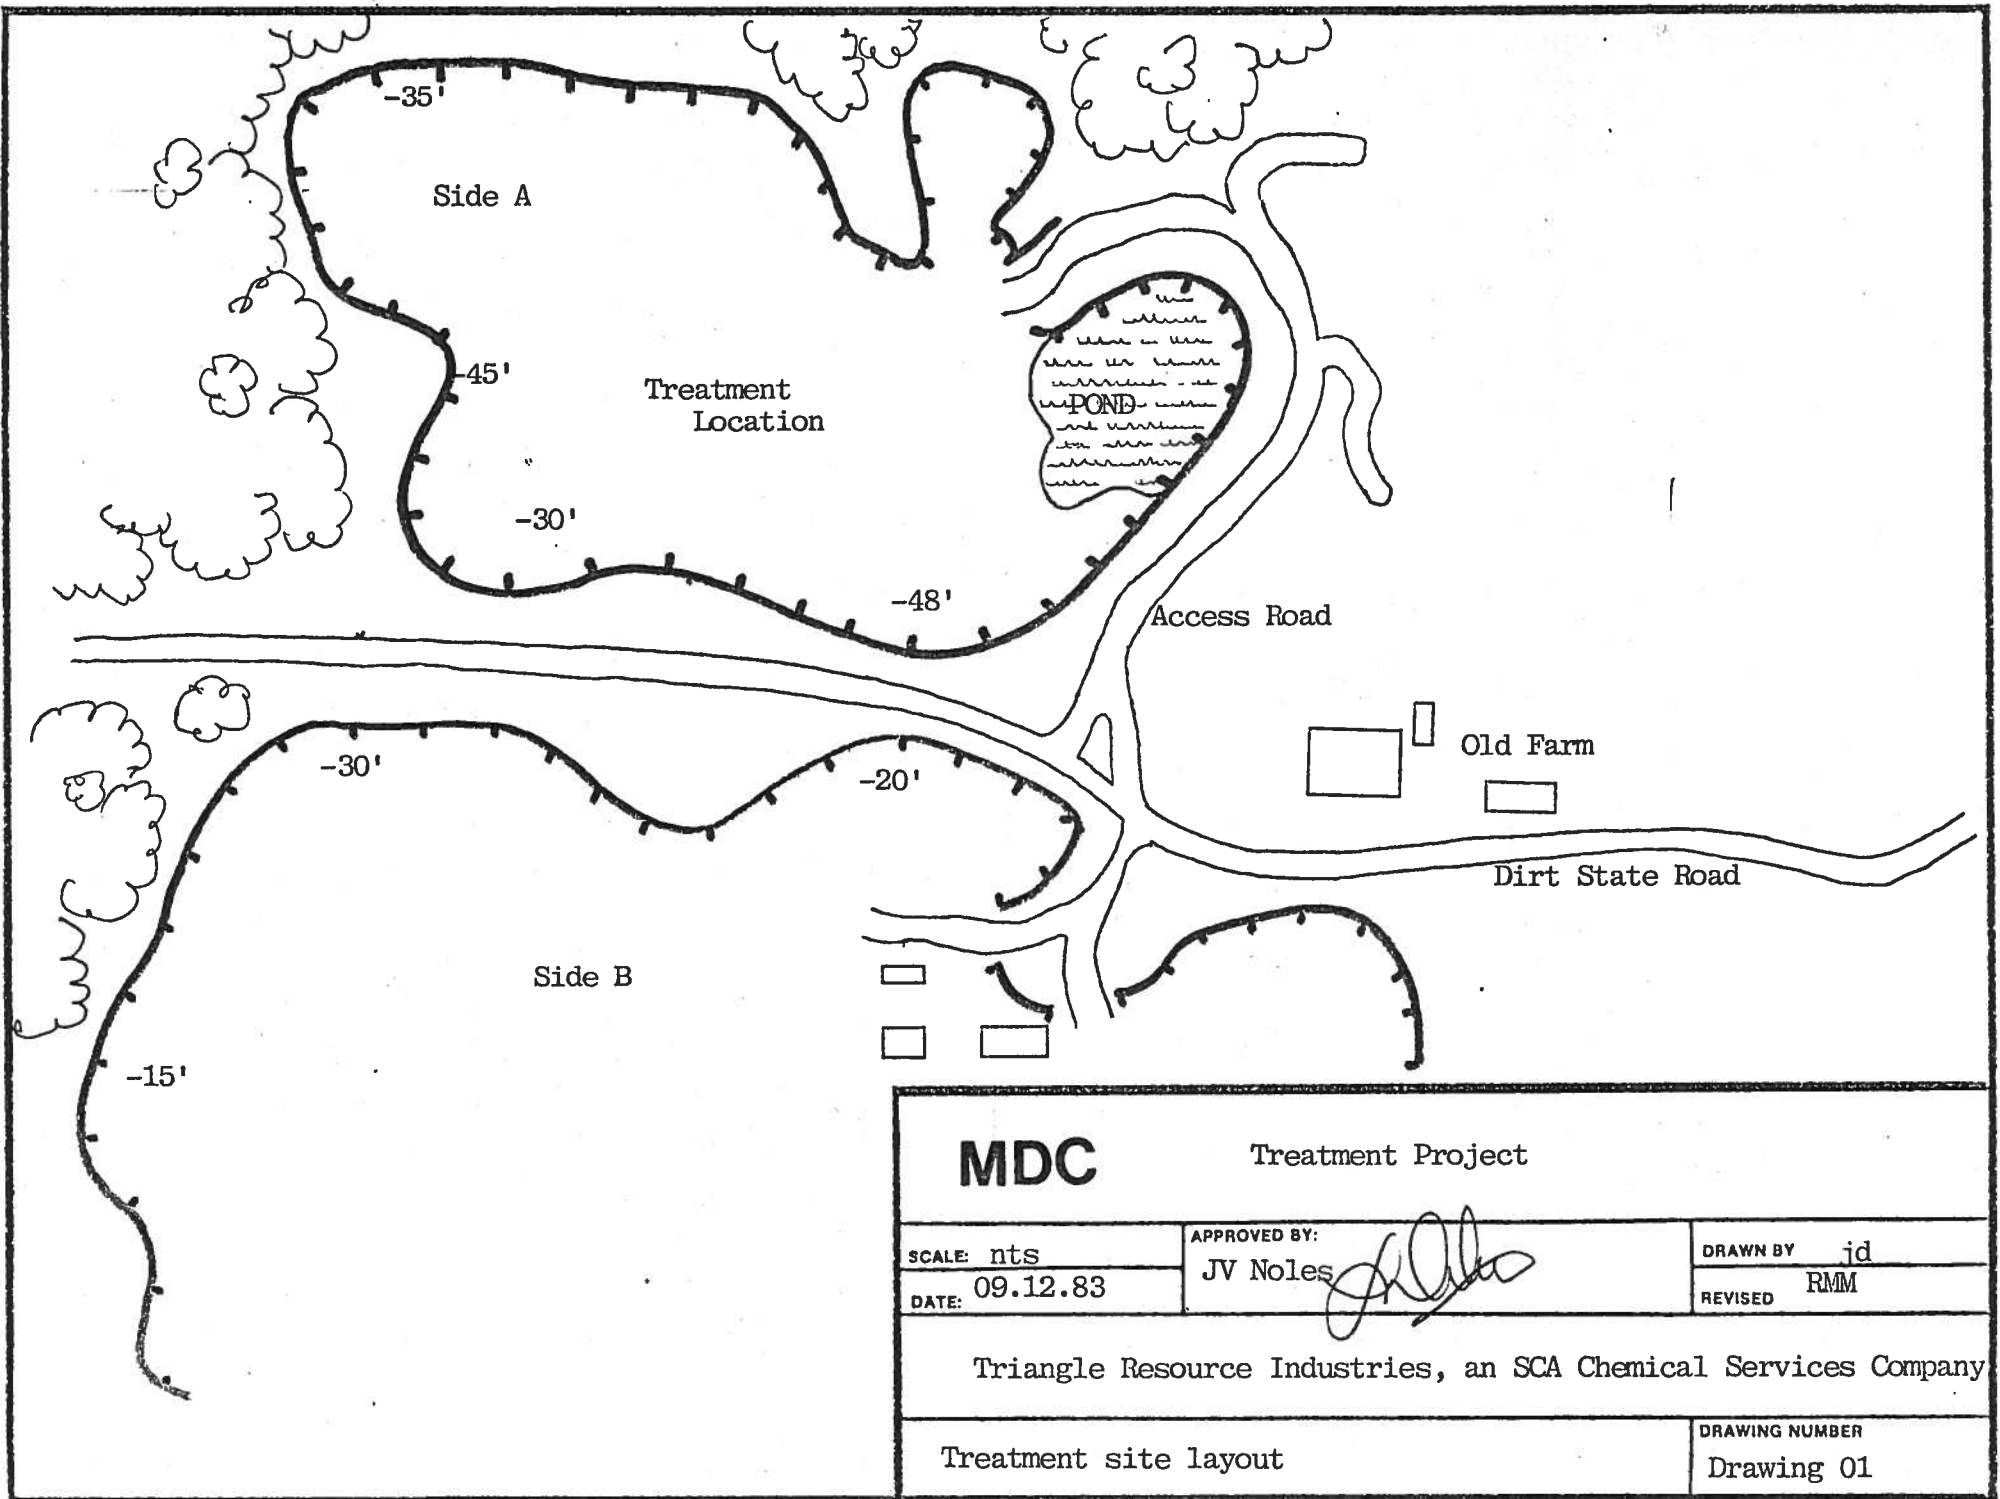 -35'
Side A
-45'
Treatment
Location
POND
-30'
-48'
Access Road
Old Farm
-30'
-20'
Dirt State Road
Side B
-15'
MDC
Treatment Project
SCALE: nts
DATE: 09.12.83
APPROVED BY:
JV Noles
DRAWN BY jd
REVISED RMM
Triangle Resource Industries, an SCA Chemical Services Company
Treatment site layout
DRAWING NUMBER
Drawing 01